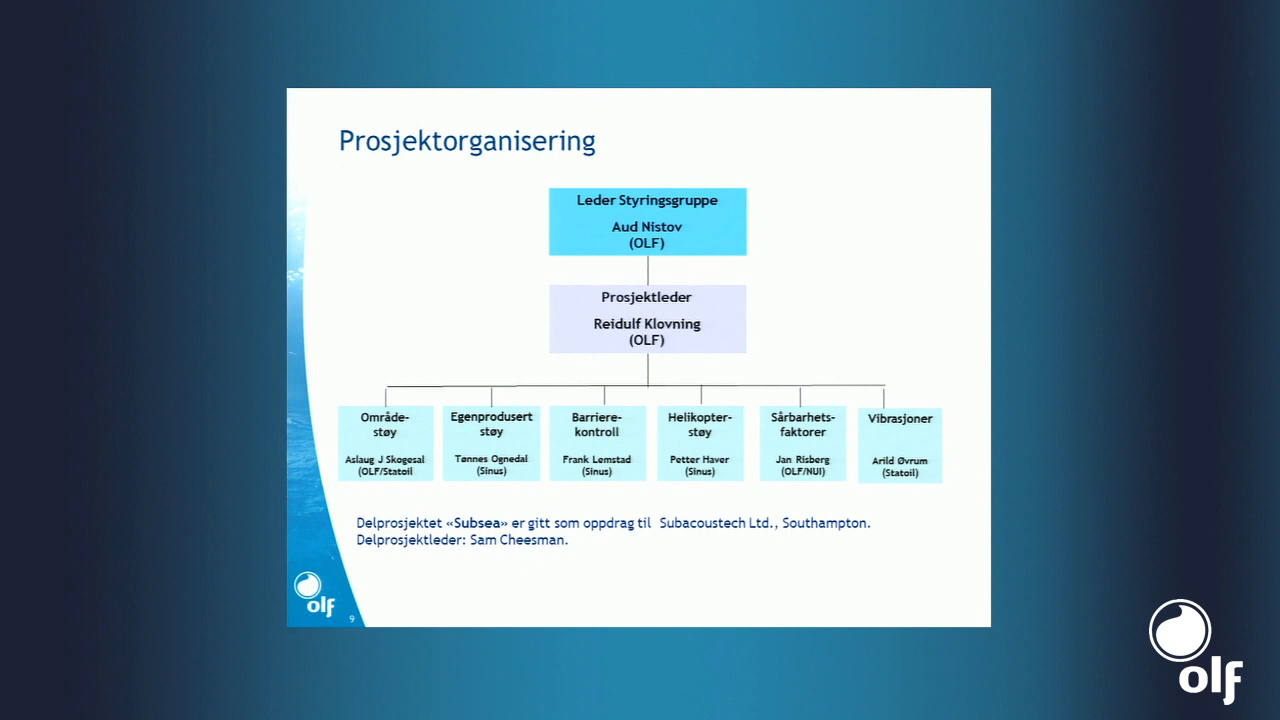 Prosjektorganisering
Leder Styringsgruppe
Aud Nistov
(OLF)
Prosjektleder
Reidulf Klovning
(OLF)
Område-
støy
Aslaug J Skogesal
(OLF/Statoil
Egenprodusert
støy
Tønnes Ognedal
(Sinus)
Barriere-
kontroll
Frank Lemstad
(Sinus)
Helikopter-
støy
Petter Haver
(Sinus)
Sårbarhets-
faktorer
Jan Risberg
(OLF/NUI)
Vibrasjoner
Arild Øvrum
(Statoil)
Delprosjektet «Subsea» er gitt som oppdrag til Subacoustech Ltd., Southampton.
Delprosjektleder: Sam Cheesman.
olf
9
olf